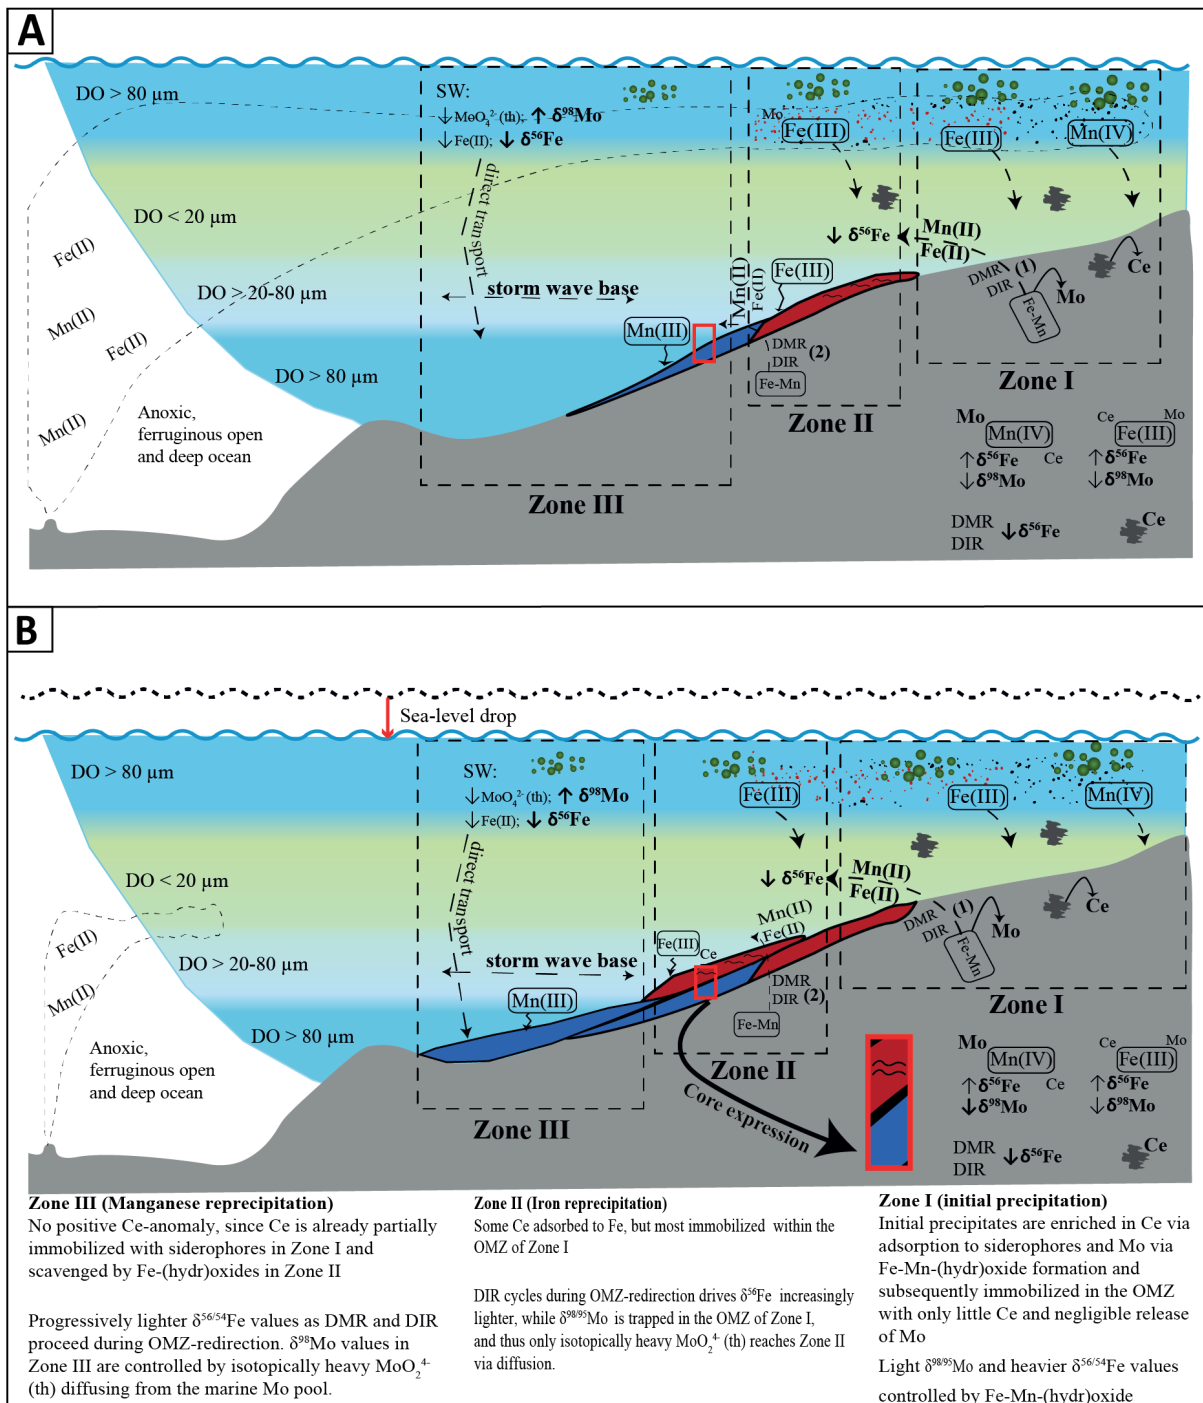 A
DO > 80 µm
SW:
↓MoO₄²⁻(th); ↑ δ⁹⁸Mo
↓Fe(II); ↓ δ⁵⁶Fe
Mo
Fe(III)
Fe(III)
Mn(IV)
direct transport
DO < 20 µm
↓ δ⁵⁶Fe
Mn(II)
Fe(II)
Fe(II)
DO > 20-80 µm
storm wave base
Mn(II)
Fe(II)
Fe(III)
DMR
DIR
(1)
Fe-Mn
Mo
Ce
Mn(II)
Fe(II)
Mn(III)
DMR
DIR
(2)
Fe-Mn
DO > 80 µm
Zone I
Mn(II)
Anoxic,
ferruginous open
and deep ocean
Zone II
Zone III
Mo
Mn(IV)
↑δ⁵⁶Fe
Ce
↓δ⁹⁸Mo
Ce
Mo
Fe(III)
↑δ⁵⁶Fe
↓δ⁹⁸Mo
DMR
DIR
↓δ⁵⁶Fe
Ce
B
Sea-level drop
DO > 80 µm
SW:
↓MoO₄²⁻(th); ↑ δ⁹⁸Mo
↓Fe(II); ↓ δ⁵⁶Fe
Fe(III)
Fe(III)
Mn(IV)
direct transport
DO < 20 µm
↓ δ⁵⁶Fe
Mn(II)
Fe(II)
Fe(II)
Mn(II)
DO > 20-80 µm
storm wave base
Fe(III)
Ce
Mn(II)
Fe(II)
DMR
DIR
(1)
Fe-Mn
Mo
Ce
Mn(III)
DMR
DIR
(2)
Fe-Mn
DO > 80 µm
Zone I
Anoxic,
ferruginous open
and deep ocean
Zone II
Zone III
Core expression
Mo
Mn(IV)
↑δ⁵⁶Fe
Ce
↓δ⁹⁸Mo
Ce
Mo
Fe(III)
↑δ⁵⁶Fe
↓δ⁹⁸Mo
DMR
DIR
↓δ⁵⁶Fe
Ce
Zone III (Manganese reprecipitation)
No positive Ce-anomaly, since Ce is already partially
immobilized with siderophores in Zone I and
scavenged by Fe-(hydr)oxides in Zone II
Progressively lighter δ⁵⁶ᐟ⁵⁴Fe values as DMR and DIR
proceed during OMZ-redirection. δ⁹⁸Mo values in
Zone III are controlled by isotopically heavy MoO₂⁴⁻
(th) diffusing from the marine Mo pool.
Zone II (Iron reprecipitation)
Some Ce adsorbed to Fe, but most immobilized within the
OMZ of Zone I
DIR cycles during OMZ-redirection drives δ⁵⁶Fe increasingly
lighter, while δ⁹⁸ᐟ⁹⁵Mo is trapped in the OMZ of Zone I,
and thus only isotopically heavy MoO₂⁴⁻ (th) reaches Zone II
via diffusion.
Zone I (initial precipitation)
Initial precipitates are enriched in Ce via
adsorption to siderophores and Mo via
Fe-Mn-(hydr)oxide formation and
subsequently immobilized in the OMZ
with only little Ce and negligible release
of Mo
Light δ⁹⁸ᐟ⁹⁵Mo and heavier δ⁵⁶ᐟ⁵⁴Fe values
controlled by Fe-Mn-(hydr)oxide